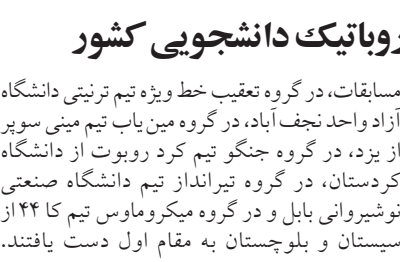 روباتیک دانشجویی کشور
مسابقات، در گروه تعقیب خط ویژه تیم ترنیتی دانشگاه
آزاد واحد نجف آباد، در گروه مین یاب تیم مینی سوپر
از یزد، در گروه جنگو تیم کرد روبوت از دانشگاه
کردستان، در گروه تیرانداز تیم دانشگاه صنعتی
نوشیروانی بابل و در گروه میکروماوس تیم کا ۴۴ از
سیستان و بلوچستان به مقام اول دست یافتند.